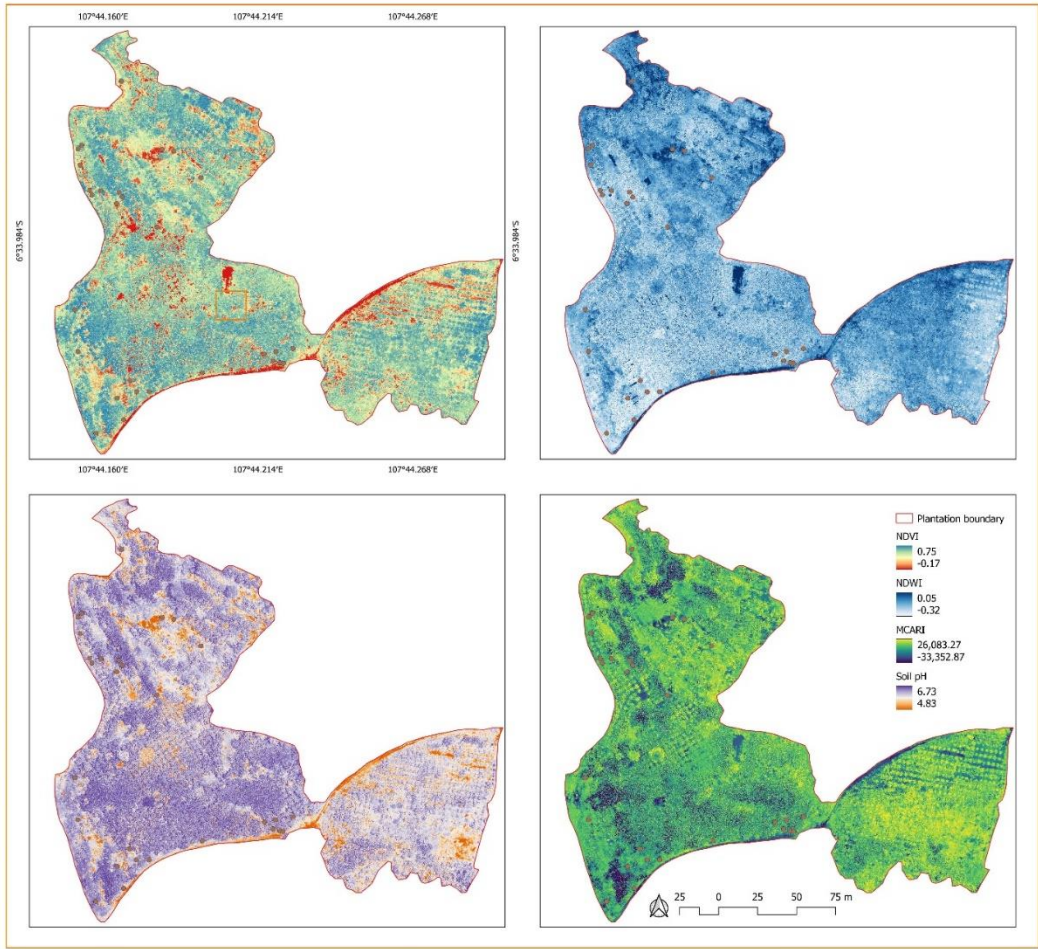 107°44.160'E 107°44.214'E 107°44.268'E
6°33.984'S
6°33.984'S
107°44.160'E 107°44.214'E 107°44.268'E
Plantation boundary
NDVI
0.75
-0.17
NDWI
0.05
-0.32
MCARI
26,083.27
-33,352.87
Soil pH
6.73
4.83
25 0 25 50 75 m